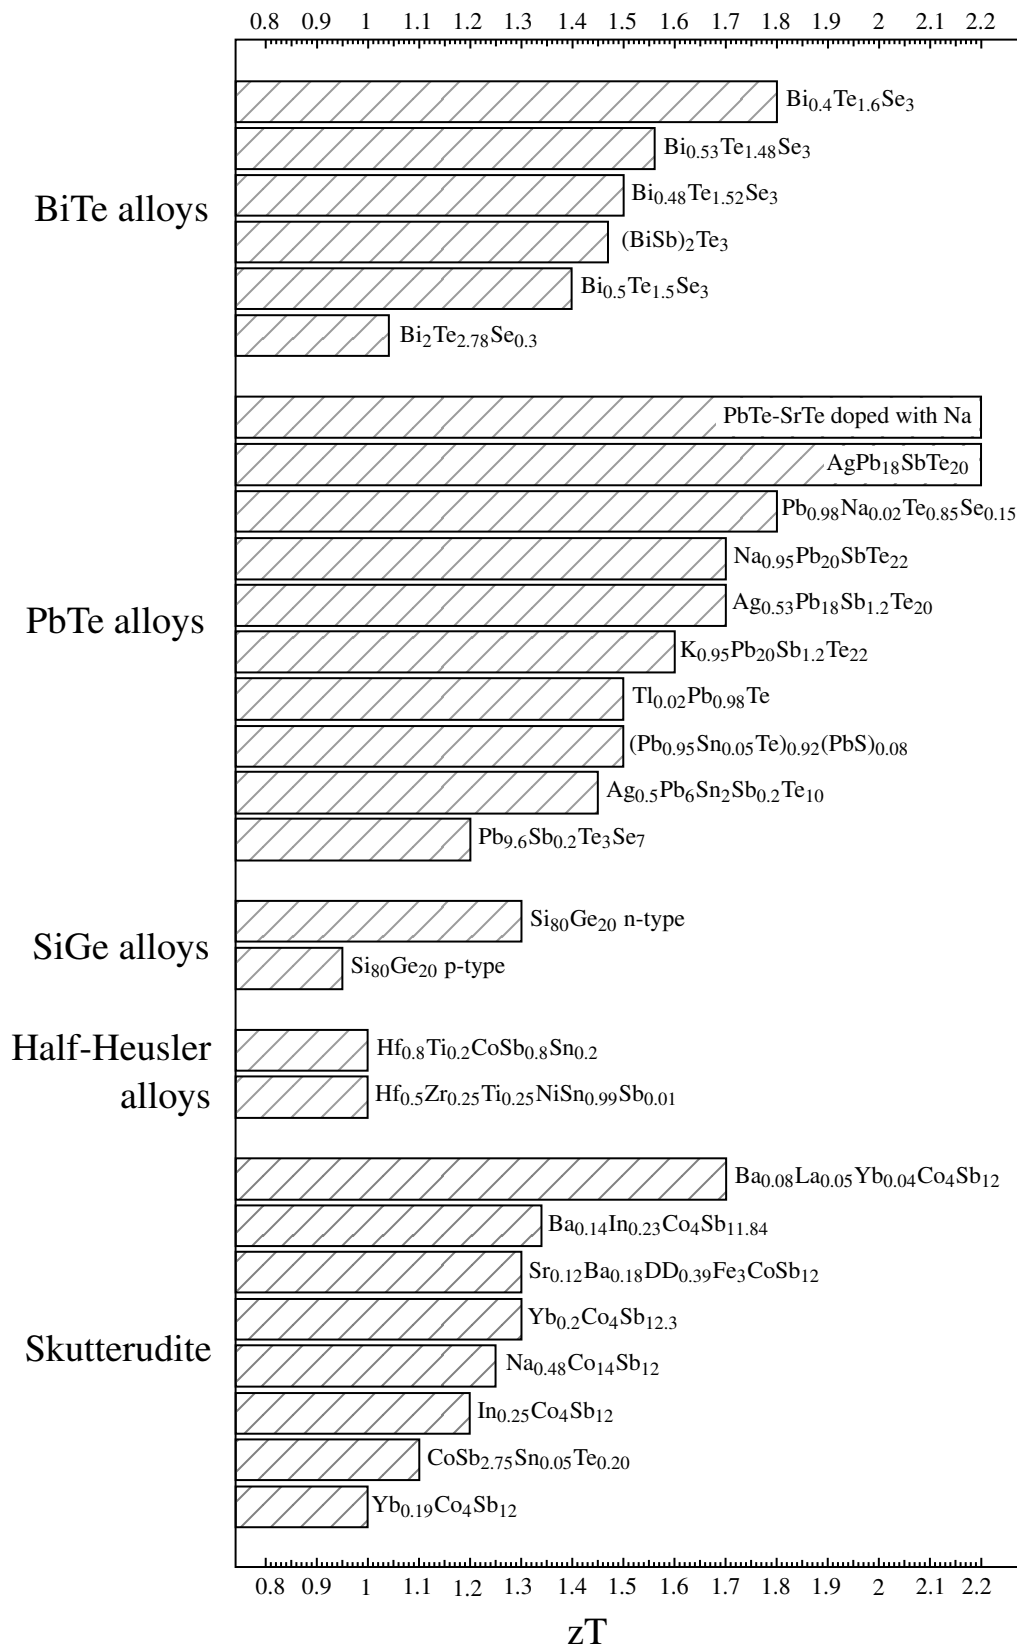 0.8 0.9 1 1.1 1.2 1.3 1.4 1.5 1.6 1.7 1.8 1.9 2 2.1 2.2
BiTe alloys
Bi0.4Te1.6Se3
Bi0.53Te1.48Se3
Bi0.48Te1.52Se3
(BiSb)2Te3
Bi0.5Te1.5Se3
Bi2Te2.78Se0.3
PbTe alloys
PbTe-SrTe doped with Na
AgPb18SbTe20
Pb0.98Na0.02Te0.85Se0.15
Na0.95Pb20SbTe22
Ag0.53Pb18Sb1.2Te20
K0.95Pb20Sb1.2Te22
Tl0.02Pb0.98Te
(Pb0.95Sn0.05Te)0.92(PbS)0.08
Ag0.5Pb6Sn2Sb0.2Te10
Pb9.6Sb0.2Te3Se7
SiGe alloys
Si80Ge20 n-type
Si80Ge20 p-type
Half-Heusler
alloys
Hf0.8Ti0.2CoSb0.8Sn0.2
Hf0.5Zr0.25Ti0.25NiSn0.99Sb0.01
Skutterudite
Ba0.08La0.05Yb0.04Co4Sb12
Ba0.14In0.23Co4Sb11.84
Sr0.12Ba0.18DD0.39Fe3CoSb12
Yb0.2Co4Sb12.3
Na0.48Co14Sb12
In0.25Co4Sb12
CoSb2.75Sn0.05Te0.20
Yb0.19Co4Sb12
0.8 0.9 1 1.1 1.2 1.3 1.4 1.5 1.6 1.7 1.8 1.9 2 2.1 2.2
zT